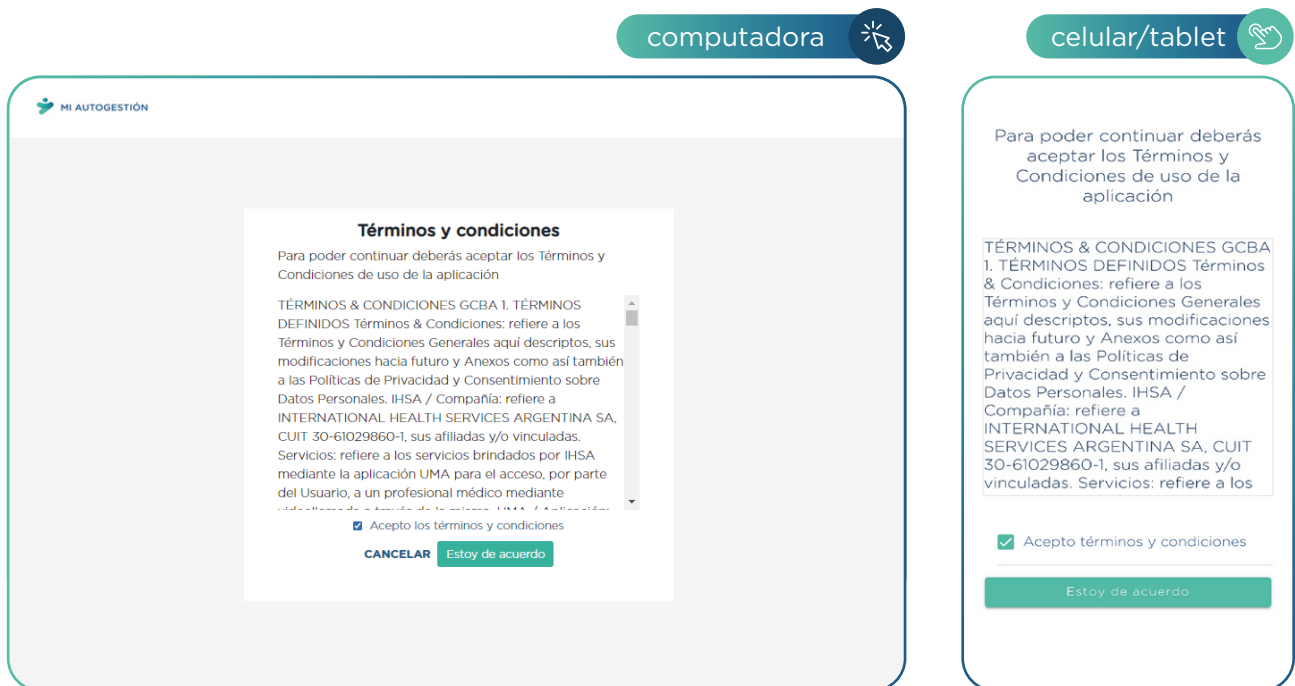 computadora
MI AUTOGESTIÓN
Términos y condiciones
Para poder continuar deberás aceptar los Términos y
Condiciones de uso de la aplicación
TÉRMINOS & CONDICIONES GCBA 1. TÉRMINOS
DEFINIDOS Términos & Condiciones: refiere a los
Términos y Condiciones Generales aquí descriptos, sus
modificaciones hacia futuro y Anexos como así también
a las Políticas de Privacidad y Consentimiento sobre
Datos Personales. IHSA / Compañía: refiere a
INTERNATIONAL HEALTH SERVICES ARGENTINA SA,
CUIT 30-61029860-1, sus afiliadas y/o vinculadas.
Servicios: refiere a los servicios brindados por IHSA
mediante la aplicación UMA para el acceso, por parte
del Usuario, a un profesional médico mediante
videollamada a través de la misma. UMA / Aplicación:
Acepto los términos y condiciones
CANCELAR Estoy de acuerdo
celular/tablet
Para poder continuar deberás
aceptar los Términos y
Condiciones de uso de la
aplicación
TÉRMINOS & CONDICIONES GCBA
1. TÉRMINOS DEFINIDOS Términos
& Condiciones: refiere a los
Términos y Condiciones Generales
aquí descriptos, sus modificaciones
hacia futuro y Anexos como así
también a las Políticas de
Privacidad y Consentimiento sobre
Datos Personales. IHSA /
Compañía: refiere a
INTERNATIONAL HEALTH
SERVICES ARGENTINA SA, CUIT
30-61029860-1, sus afiliadas y/o
vinculadas. Servicios: refiere a los
Acepto términos y condiciones
Estoy de acuerdo